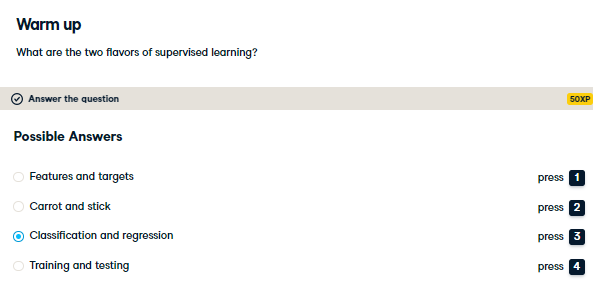 Warm up
What are the two flavors of supervised learning?
Answer the question 50XP
Possible Answers
Features and targets press 1
Carrot and stick press 2
Classification and regression press 3
Training and testing press 4